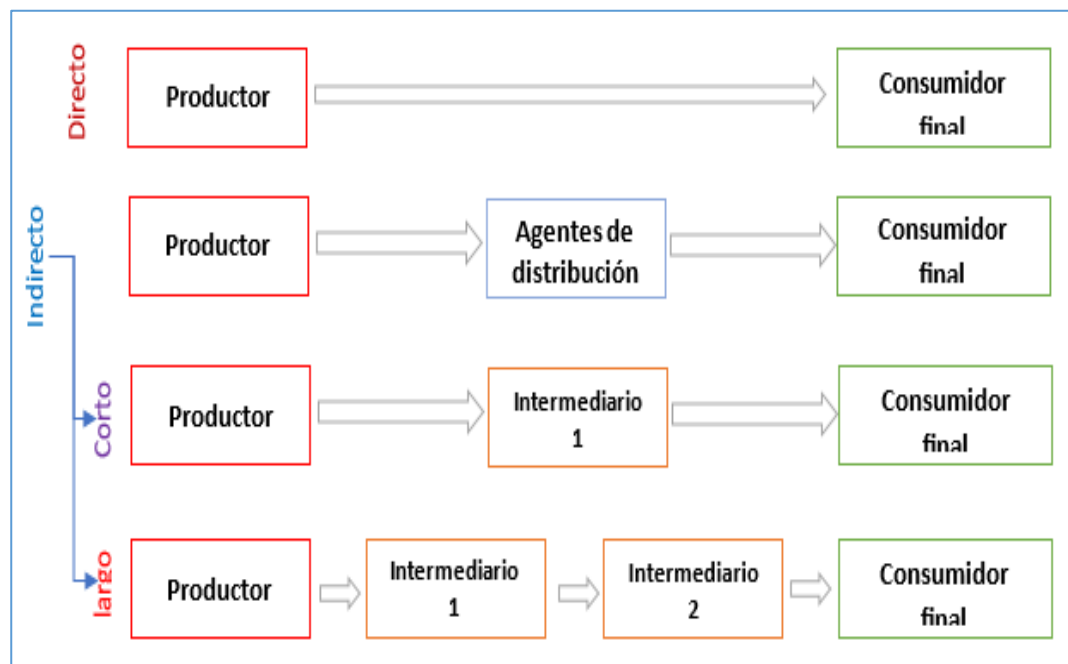 Directo
Productor
Consumidor
final
Indirecto
Productor
Agentes de
distribución
Consumidor
final
Corto
Productor
Intermediario
1
Consumidor
final
largo
Productor
Intermediario
1
Intermediario
2
Consumidor
final